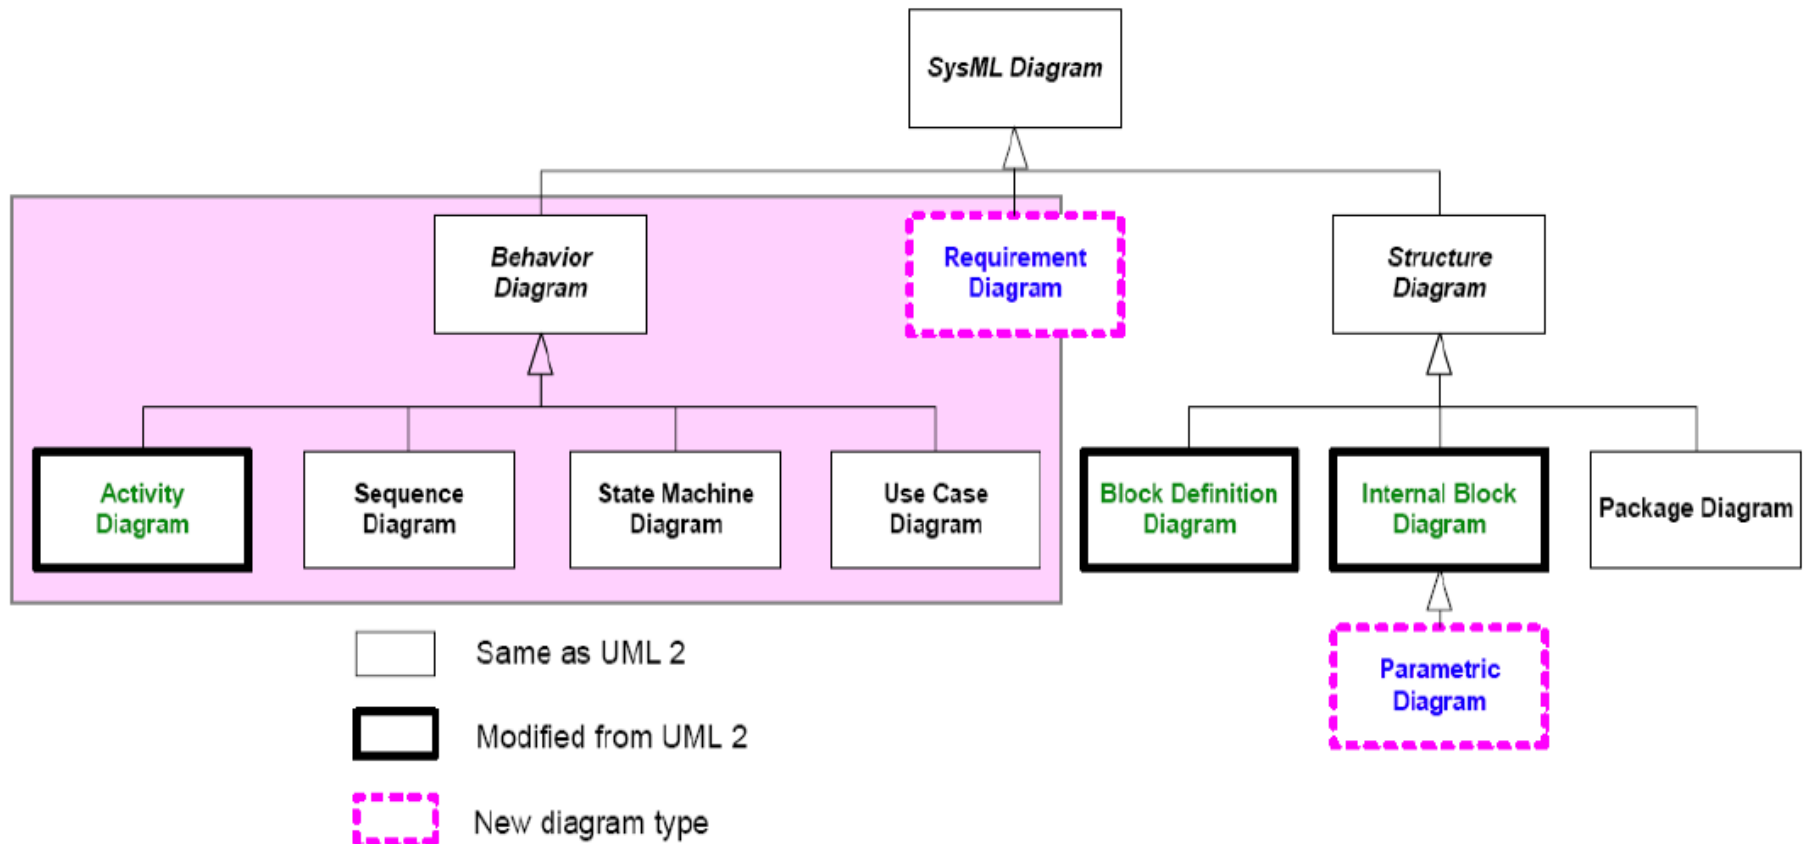 SysML Diagram
Behavior
Diagram
Requirement
Diagram
Structure
Diagram
Activity
Diagram
Sequence
Diagram
State Machine
Diagram
Use Case
Diagram
Block Definition
Diagram
Internal Block
Diagram
Package Diagram
Parametric
Diagram
Same as UML 2
Modified from UML 2
New diagram type